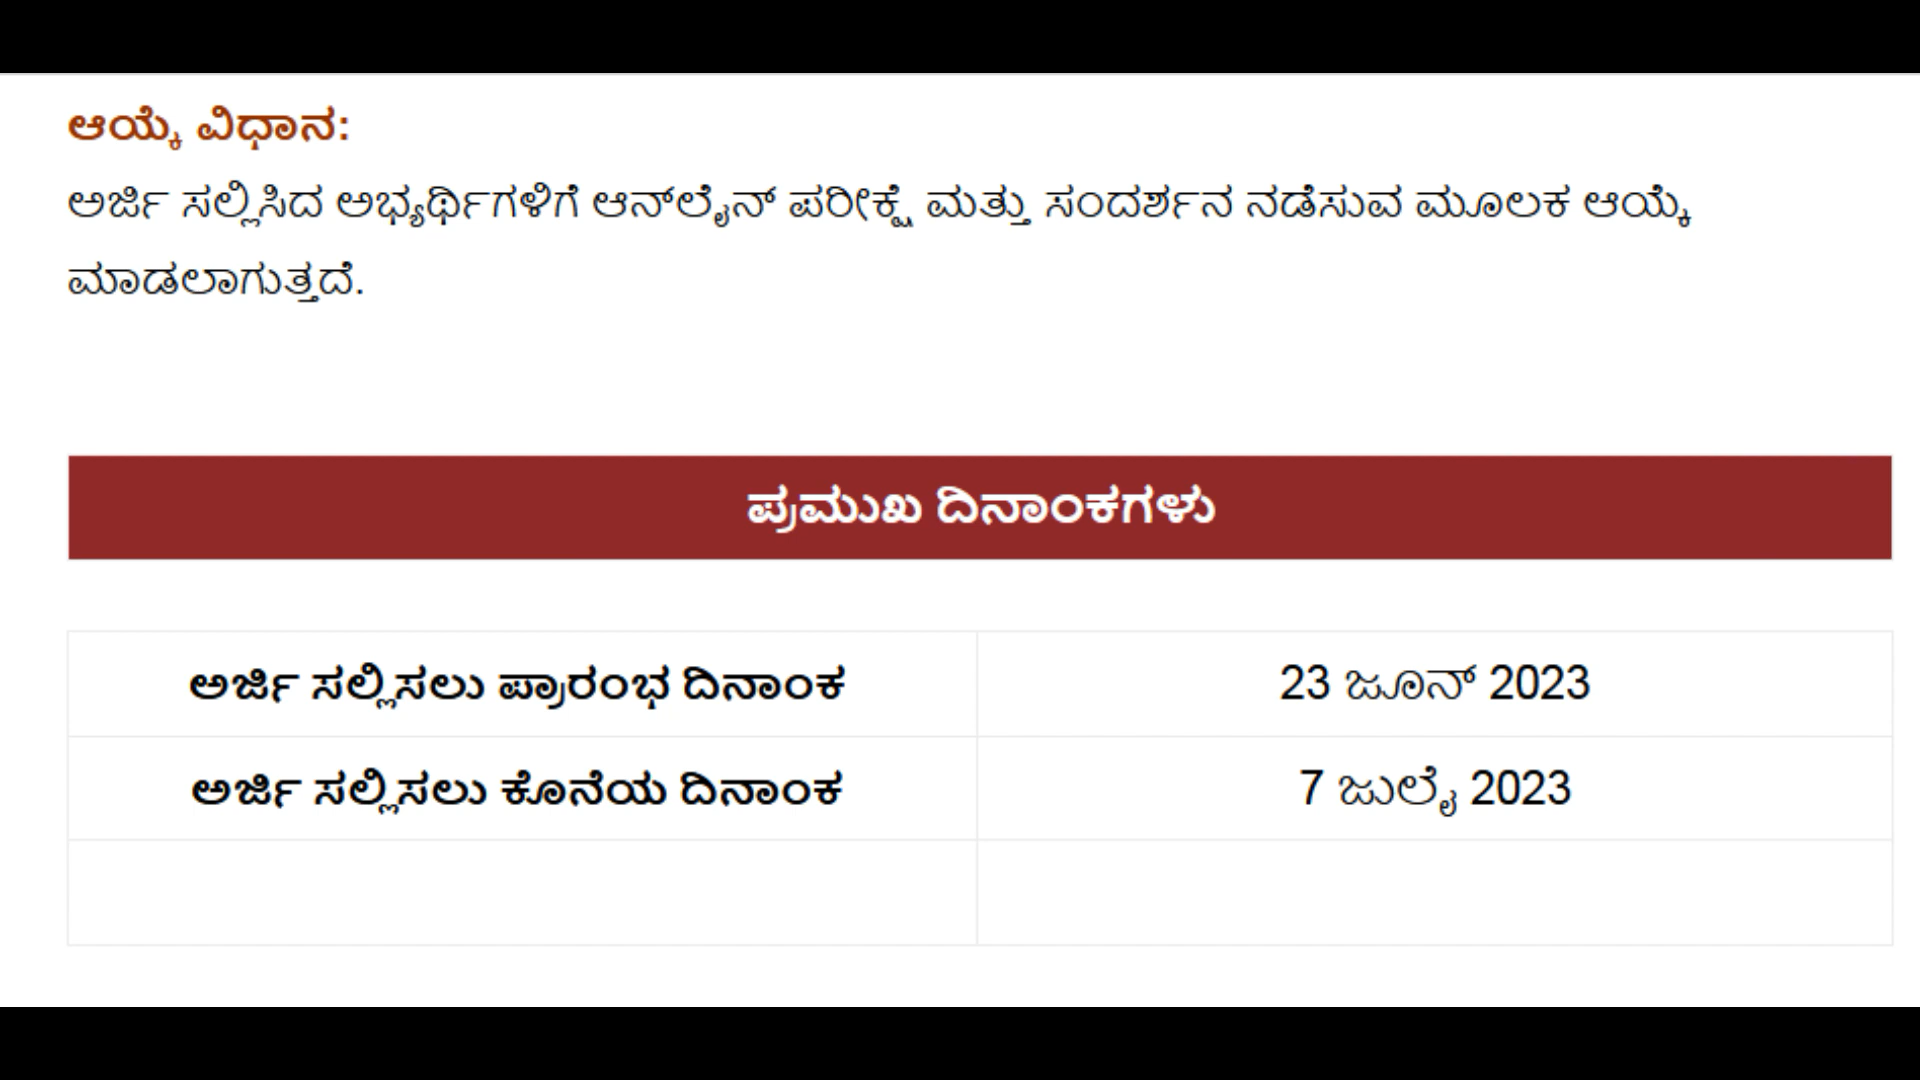 ಆಯ್ಕೆ ವಿಧಾನ:
ಅರ್ಜಿ ಸಲ್ಲಿಸಿದ ಅಭ್ಯರ್ಥಿಗಳಿಗೆ ಆನ್‌ಲೈನ್ ಪರೀಕ್ಷೆ ಮತ್ತು ಸಂದರ್ಶನ ನಡೆಸುವ ಮೂಲಕ ಆಯ್ಕೆ
ಮಾಡಲಾಗುತ್ತದೆ.
ಪ್ರಮುಖ ದಿನಾಂಕಗಳು
ಅರ್ಜಿ ಸಲ್ಲಿಸಲು ಪ್ರಾರಂಭ ದಿನಾಂಕ 23 ಜೂನ್ 2023
ಅರ್ಜಿ ಸಲ್ಲಿಸಲು ಕೊನೆಯ ದಿನಾಂಕ 7 ಜುಲೈ 2023